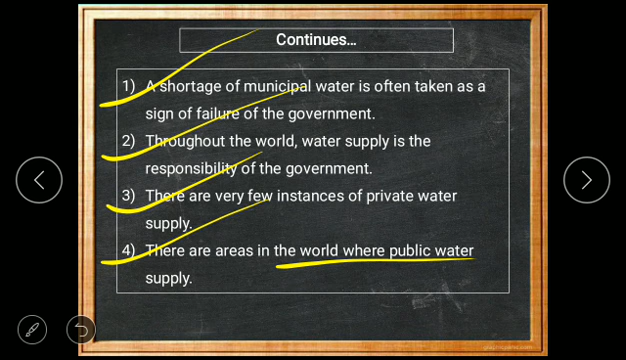 Continues...
1) A shortage of municipal water is often taken as a
sign of failure of the government.
2) Throughout the world, water supply is the
responsibility of the government.
3) There are very few instances of private water
supply.
4) There are areas in the world where public water
supply.